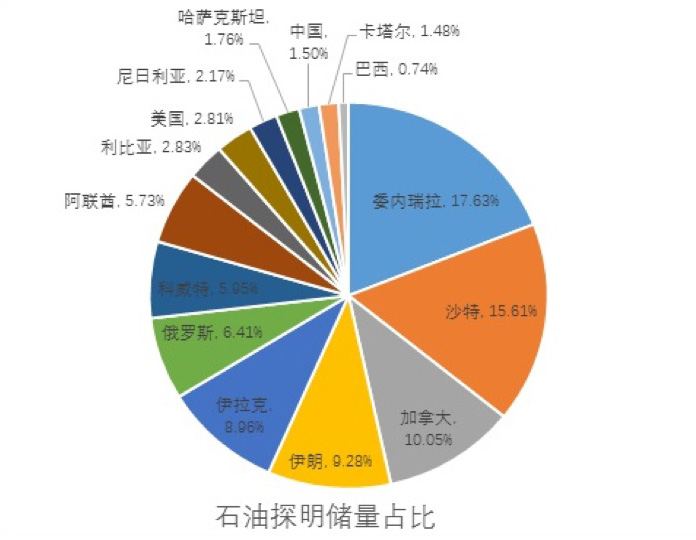 哈萨克斯坦,
1.76%
中国,
1.50%
卡塔尔, 1.48%
巴西, 0.74%
尼日利亚, 2.17%
美国, 2.81%
利比亚, 2.83%
阿联酋, 5.73%
委内瑞拉, 17.63%
科威特, 5.95%
沙特, 15.61%
俄罗斯, 6.41%
伊拉克,
8.96%
加拿大,
10.05%
伊朗, 9.28%
石油探明储量占比